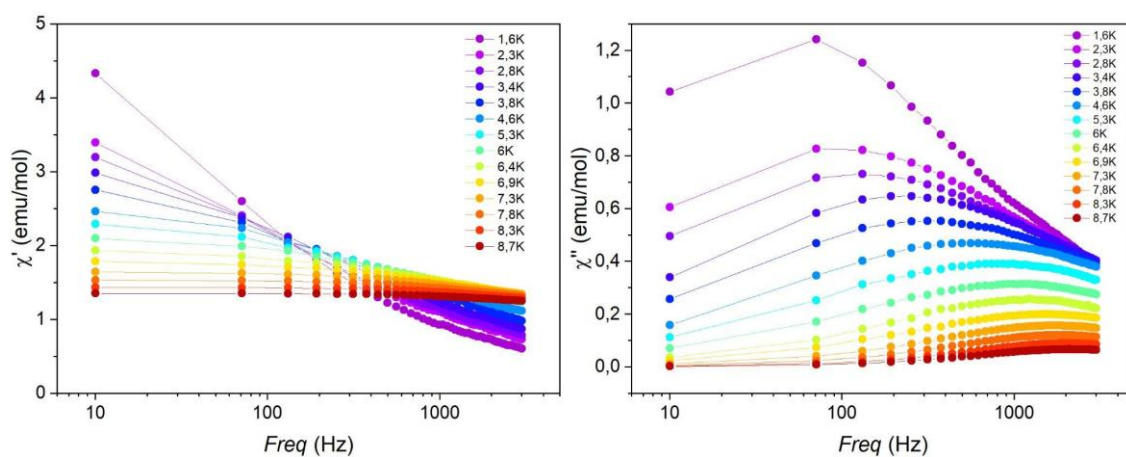 5
4
3
2
1
0
χ' (emu/mol)
10
100
1000
Freq (Hz)
1,6K
2,3K
2,8K
3,4K
3,8K
4,6K
5,3K
6K
6,4K
6,9K
7,3K
7,8K
8,3K
8,7K
1,2
1,0
0,8
0,6
0,4
0,2
0,0
χ'' (emu/mol)
10
100
1000
Freq (Hz)
1,6K
2,3K
2,8K
3,4K
3,8K
4,6K
5,3K
6K
6,4K
6,9K
7,3K
7,8K
8,3K
8,7K